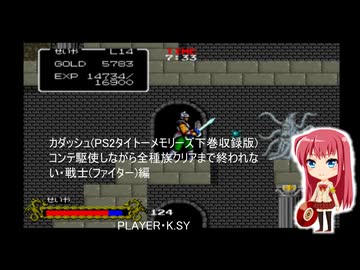 せいや L14
GOLD 5783
EXP 14734/
16900
TIME
7:33
カダッシュ(PS2タイトーメモリーズ下巻収録版)
コンテ駆使しながら全種族クリアまで終われな
い・戦士(ファイター)編
せいや
124
PLAYER・K.SY